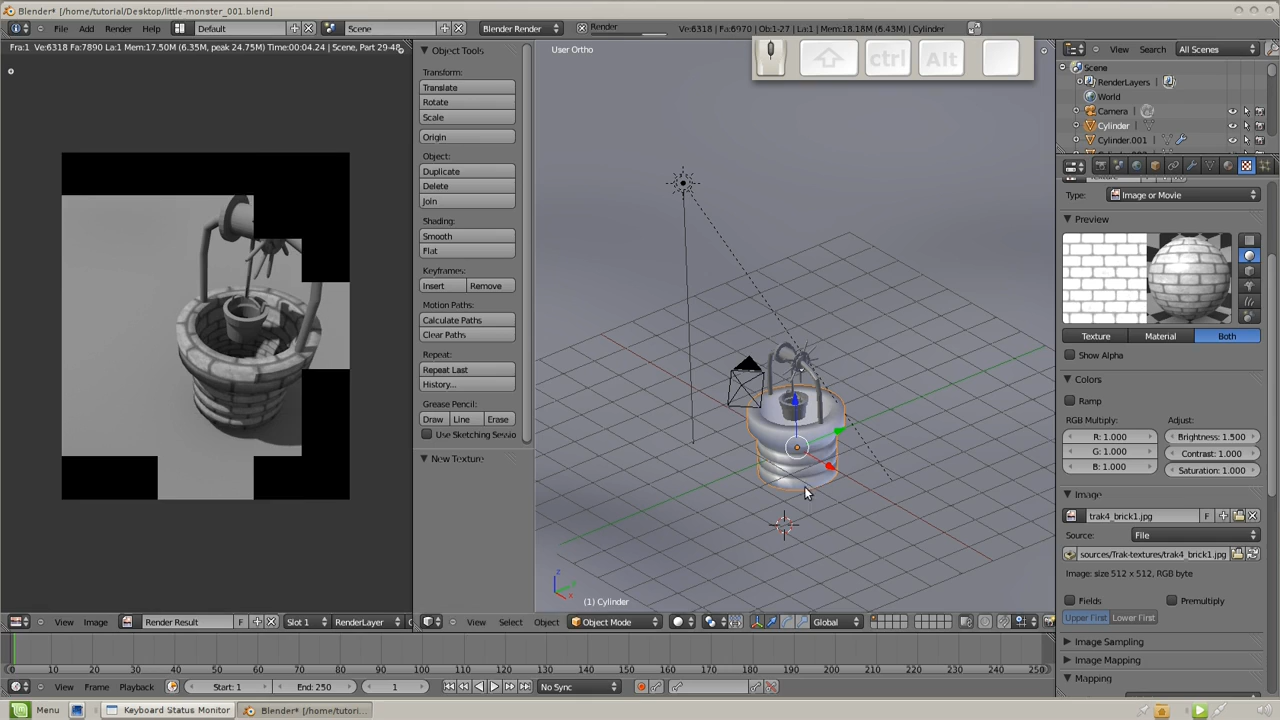 Blender* [/home/tutorial/Desktop/little-monster_001.blend]
File Add Render Help Default Scene Blender Render Render Ve:6318 | Fa:6970 | Ob:1-27 | La:1 | Mem:18.18M (6.43M) | Cylinder
Fra:1 Ve:6318 Fa:7890 La:1 Mem:17.50M (6.35M, peak 24.75M) Time:00:04.24 | Scene, Part 29-48
Object Tools
Transform:
Translate
Rotate
Scale
Origin
Object:
Duplicate
Delete
Join
Shading:
Smooth
Flat
Keyframes:
Insert Remove
Motion Paths:
Calculate Paths
Clear Paths
Repeat:
Repeat Last
History...
Grease Pencil:
Draw Line Erase
Use Sketching Sessio
New Texture
User Ortho
ctrl Alt
(1) Cylinder
View Search All Scenes
Scene
RenderLayers
World
Camera
Cylinder
Cylinder.001
Type: Image or Movie
Preview
Texture Material Both
Show Alpha
Colors
Ramp
RGB Multiply: Adjust:
R: 1.000 Brightness: 1.500
G: 1.000 Contrast: 1.000
B: 1.000 Saturation: 1.000
Image
trak4_brick1.jpg F
Source: File
sources/Trak-textures/trak4_brick1.jpg
Image: size 512 x 512, RGB byte
Fields Premultiply
Upper First Lower First
Image Sampling
Image Mapping
Mapping
View Image Render Result F Slot 1 RenderLayer
View Select Object Object Mode Global
0 10 20 30 40 50 60 70 80 90 100 110 120 130 140 150 160 170 180 190 200 210 220 230 240 250
View Frame Playback Start: 1 End: 250 1 No Sync
Menu Keyboard Status Monitor Blender* [/home/tutori...